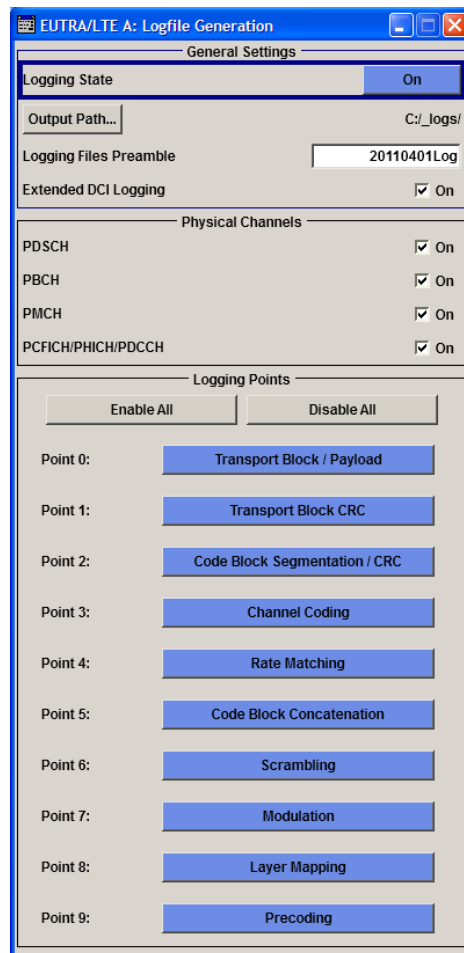 EUTRA/LTE A: Logfile Generation
General Settings
Logging State On
Output Path... C:/_logs/
Logging Files Preamble 20110401Log
Extended DCI Logging On
Physical Channels
PDSCH On
PBCH On
PMCH On
PCFICH/PHICH/PDCCH On
Logging Points
Enable All Disable All
Point 0: Transport Block / Payload
Point 1: Transport Block CRC
Point 2: Code Block Segmentation / CRC
Point 3: Channel Coding
Point 4: Rate Matching
Point 5: Code Block Concatenation
Point 6: Scrambling
Point 7: Modulation
Point 8: Layer Mapping
Point 9: Precoding